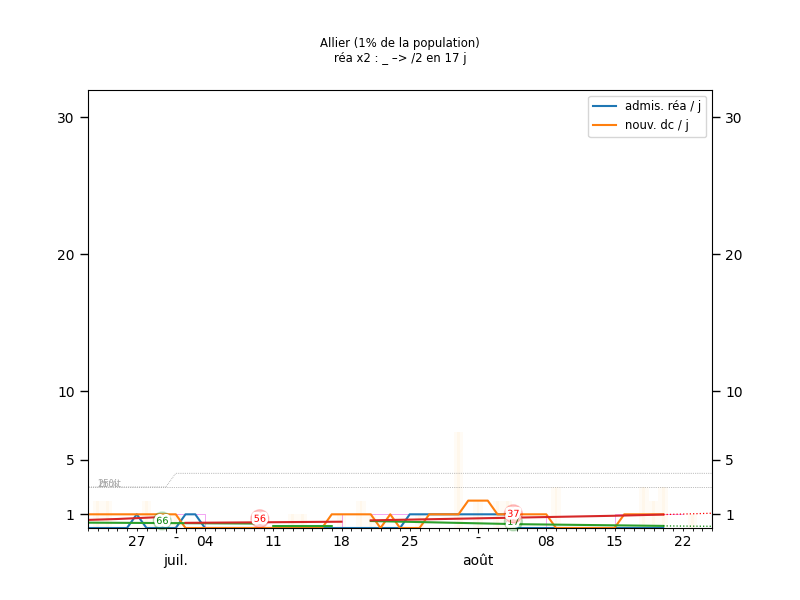 Allier (1% de la population)
réa x2 : _ –> /2 en 17 j
admis. réa / j
nouv. dc / j
30 30
20 20
10 10
5 5
1 1
66 56 37 17
27 - 04 11 18 25 - 08 15 22
juil. août